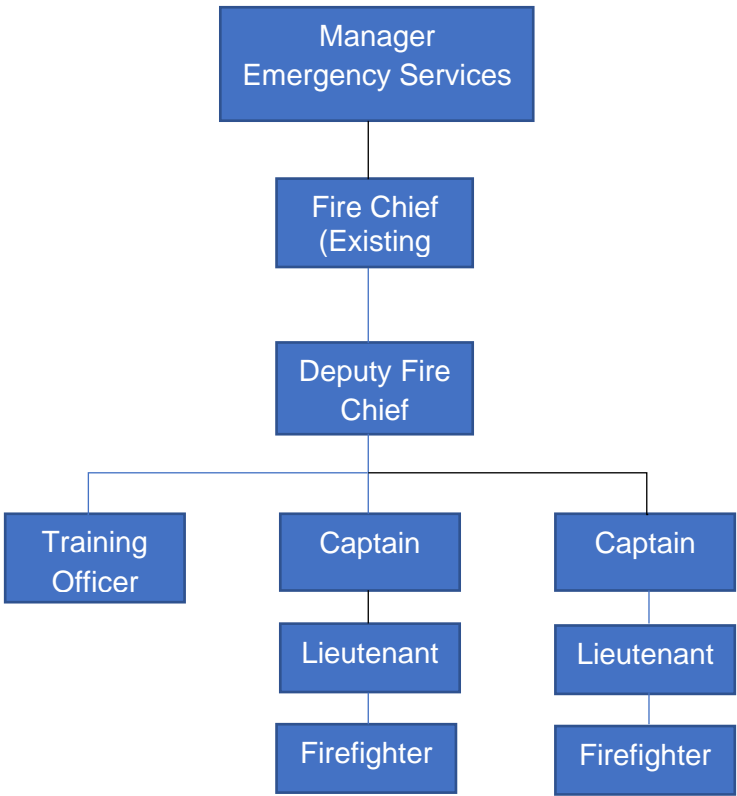 Manager
Emergency Services
Fire Chief
(Existing
Deputy Fire
Chief
Training
Officer
Captain
Captain
Lieutenant
Lieutenant
Firefighter
Firefighter